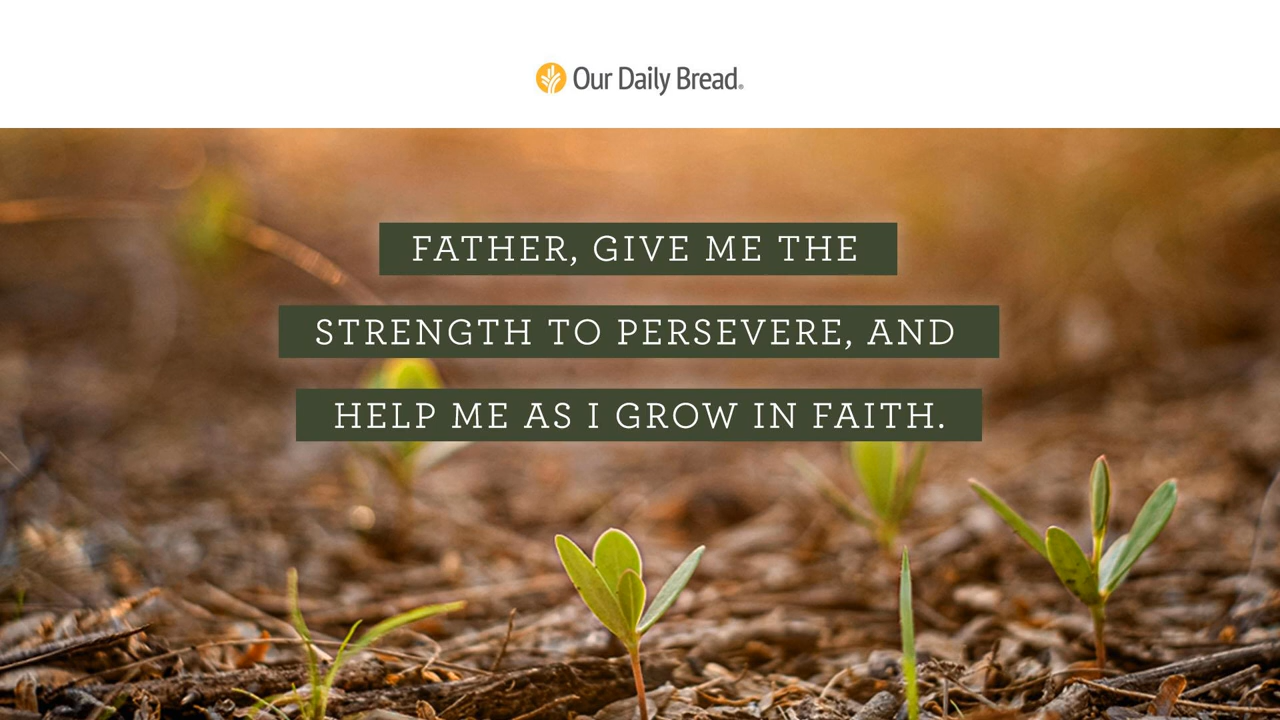 Our Daily Bread®
FATHER, GIVE ME THE
STRENGTH TO PERSEVERE, AND
HELP ME AS I GROW IN FAITH.